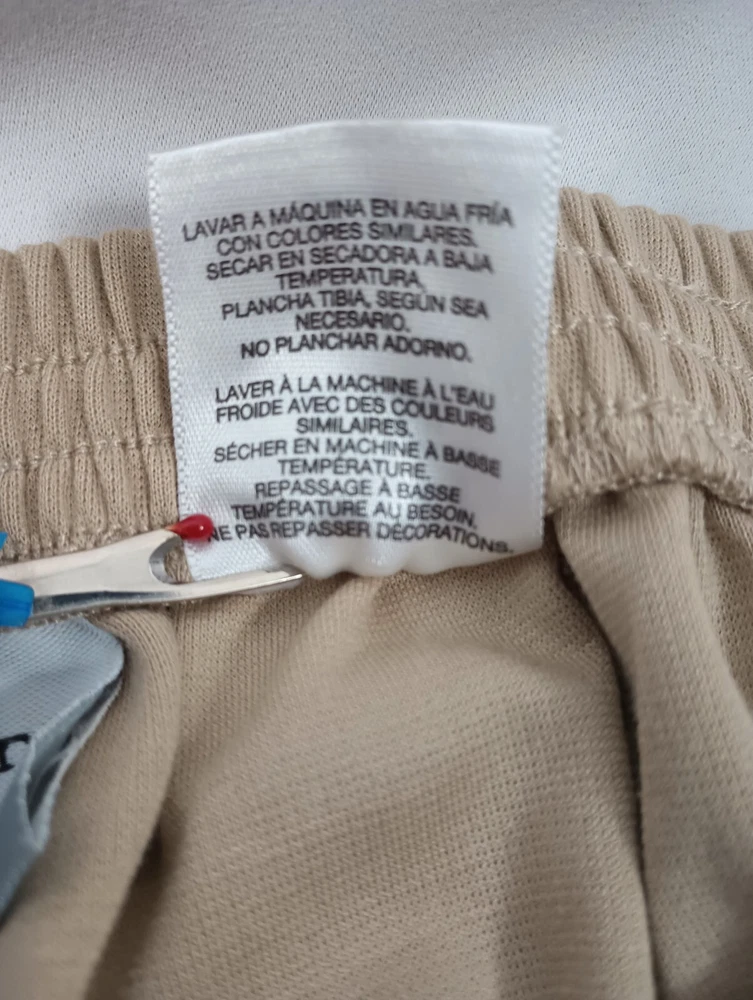 LAVAR A MÁQUINA EN AGUA FRÍA
CON COLORES SIMILARES.
SECAR EN SECADORA A BAJA
TEMPERATURA.
PLANCHA TIBIA, SEGÚN SEA
NECESARIO.
NO PLANCHAR ADORNO.
LAVER À LA MACHINE À L'EAU
FROIDE AVEC DES COULEURS
SIMILAIRES.
SÉCHER EN MACHINE À BASSE
TEMPÉRATURE.
REPASSAGE À BASSE
TEMPÉRATURE AU BESOIN.
NE PAS REPASSER DÉCORATIONS.